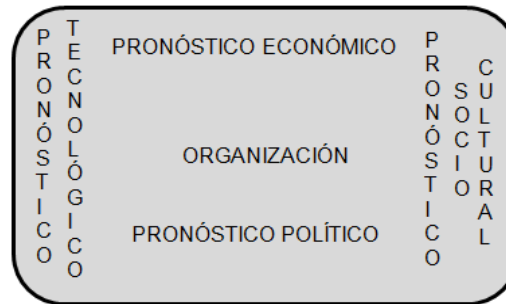 PRONÓSTICO
TECNOLÓGICO
PRONÓSTICO ECONÓMICO
ORGANIZACIÓN
PRONÓSTICO POLÍTICO
PRONÓSTICO
SOCIO
CULTURAL